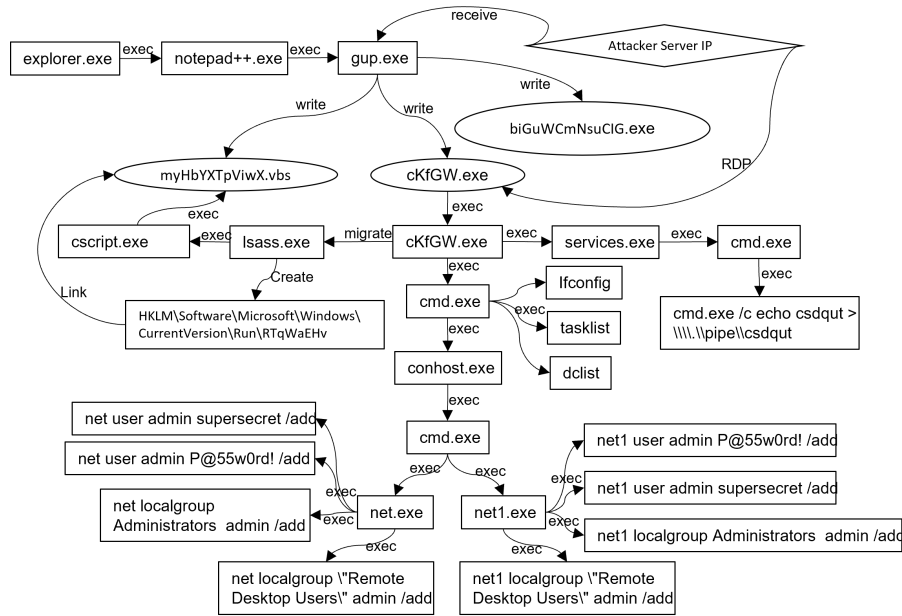 receive
Attacker Server IP
explorer.exe
exec
notepad++.exe
exec
gup.exe
write
write
write
biGuWCmNsuClG.exe
RDP
myHbYXTpViwX.vbs
cKfGW.exe
exec
exec
cscript.exe
exec
lsass.exe
migrate
cKfGW.exe
exec
services.exe
exec
cmd.exe
Create
exec
exec
Link
HKLM\Software\Microsoft\Windows\
CurrentVersion\Run\RTqWaEHv
cmd.exe
exec
Ifconfig
tasklist
dclist
cmd.exe /c echo csdqut >
\\\\.\\pipe\\csdqut
exec
conhost.exe
exec
cmd.exe
net user admin supersecret /add
net user admin P@55w0rd! /add
net localgroup
Administrators  admin /add
exec
exec
exec
exec
net.exe
net1.exe
exec
exec
net1 user admin P@55w0rd! /add
net1 user admin supersecret /add
net1 localgroup Administrators  admin /add
exec
exec
net localgroup \"Remote
Desktop Users\" admin /add
net1 localgroup \"Remote
Desktop Users\" admin /add